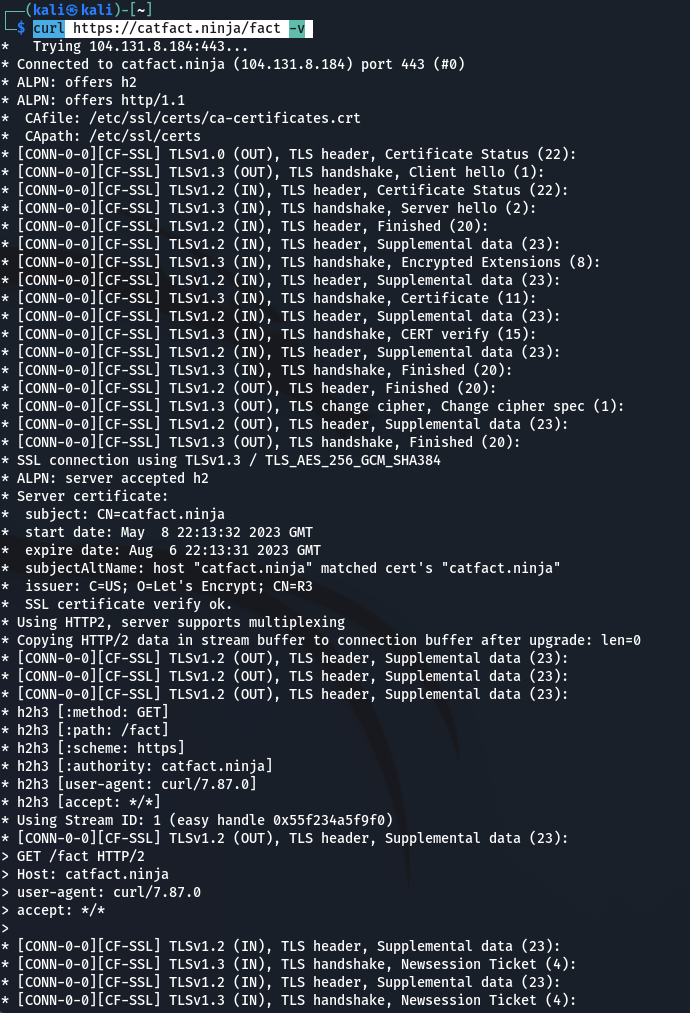 ┌──(kali㉿kali)-[~]
└─$ curl https://catfact.ninja/fact -v
*   Trying 104.131.8.184:443...
* Connected to catfact.ninja (104.131.8.184) port 443 (#0)
* ALPN: offers h2
* ALPN: offers http/1.1
*  CAfile: /etc/ssl/certs/ca-certificates.crt
*  CApath: /etc/ssl/certs
* [CONN-0-0][CF-SSL] TLSv1.0 (OUT), TLS header, Certificate Status (22):
* [CONN-0-0][CF-SSL] TLSv1.3 (OUT), TLS handshake, Client hello (1):
* [CONN-0-0][CF-SSL] TLSv1.2 (IN), TLS header, Certificate Status (22):
* [CONN-0-0][CF-SSL] TLSv1.3 (IN), TLS handshake, Server hello (2):
* [CONN-0-0][CF-SSL] TLSv1.2 (IN), TLS header, Finished (20):
* [CONN-0-0][CF-SSL] TLSv1.2 (IN), TLS header, Supplemental data (23):
* [CONN-0-0][CF-SSL] TLSv1.3 (IN), TLS handshake, Encrypted Extensions (8):
* [CONN-0-0][CF-SSL] TLSv1.2 (IN), TLS header, Supplemental data (23):
* [CONN-0-0][CF-SSL] TLSv1.3 (IN), TLS handshake, Certificate (11):
* [CONN-0-0][CF-SSL] TLSv1.2 (IN), TLS header, Supplemental data (23):
* [CONN-0-0][CF-SSL] TLSv1.3 (IN), TLS handshake, CERT verify (15):
* [CONN-0-0][CF-SSL] TLSv1.2 (IN), TLS header, Supplemental data (23):
* [CONN-0-0][CF-SSL] TLSv1.3 (IN), TLS handshake, Finished (20):
* [CONN-0-0][CF-SSL] TLSv1.2 (OUT), TLS header, Finished (20):
* [CONN-0-0][CF-SSL] TLSv1.3 (OUT), TLS change cipher, Change cipher spec (1):
* [CONN-0-0][CF-SSL] TLSv1.2 (OUT), TLS header, Supplemental data (23):
* [CONN-0-0][CF-SSL] TLSv1.3 (OUT), TLS handshake, Finished (20):
* SSL connection using TLSv1.3 / TLS_AES_256_GCM_SHA384
* ALPN: server accepted h2
* Server certificate:
*  subject: CN=catfact.ninja
*  start date: May  8 22:13:32 2023 GMT
*  expire date: Aug  6 22:13:31 2023 GMT
*  subjectAltName: host "catfact.ninja" matched cert's "catfact.ninja"
*  issuer: C=US; O=Let's Encrypt; CN=R3
*  SSL certificate verify ok.
* Using HTTP2, server supports multiplexing
* Copying HTTP/2 data in stream buffer to connection buffer after upgrade: len=0
* [CONN-0-0][CF-SSL] TLSv1.2 (OUT), TLS header, Supplemental data (23):
* [CONN-0-0][CF-SSL] TLSv1.2 (OUT), TLS header, Supplemental data (23):
* [CONN-0-0][CF-SSL] TLSv1.2 (OUT), TLS header, Supplemental data (23):
* h2h3 [:method: GET]
* h2h3 [:path: /fact]
* h2h3 [:scheme: https]
* h2h3 [:authority: catfact.ninja]
* h2h3 [user-agent: curl/7.87.0]
* h2h3 [accept: */*]
* Using Stream ID: 1 (easy handle 0x55f234a5f9f0)
* [CONN-0-0][CF-SSL] TLSv1.2 (OUT), TLS header, Supplemental data (23):
> GET /fact HTTP/2
> Host: catfact.ninja
> user-agent: curl/7.87.0
> accept: */*
>
* [CONN-0-0][CF-SSL] TLSv1.2 (IN), TLS header, Supplemental data (23):
* [CONN-0-0][CF-SSL] TLSv1.3 (IN), TLS handshake, Newsession Ticket (4):
* [CONN-0-0][CF-SSL] TLSv1.2 (IN), TLS header, Supplemental data (23):
* [CONN-0-0][CF-SSL] TLSv1.3 (IN), TLS handshake, Newsession Ticket (4):